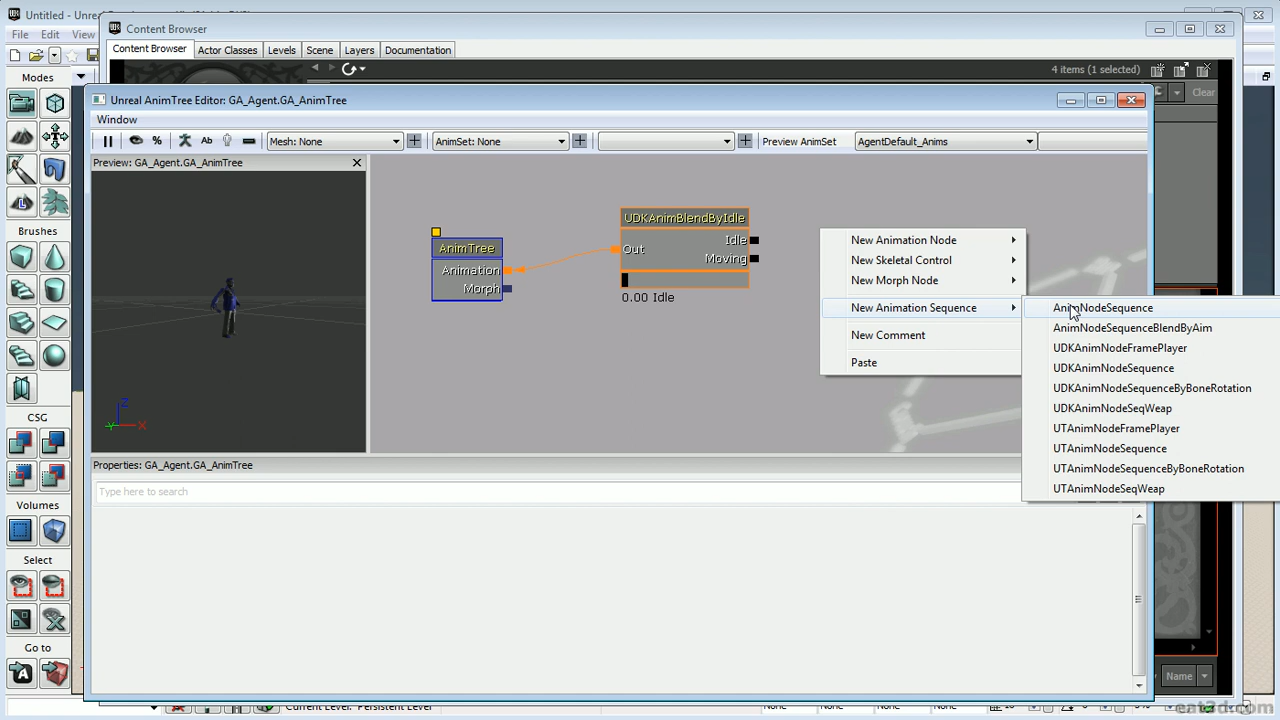 Untitled - Unreal
File Edit View
Content Browser
Content Browser Actor Classes Levels Scene Layers Documentation
4 items (1 selected)
Clear
Modes
Unreal AnimTree Editor: GA_Agent.GA_AnimTree
Window
Mesh: None
AnimSet: None
Preview AnimSet
AgentDefault_Anims
Preview: GA_Agent.GA_AnimTree
AnimTree
Animation
Morph
UDKAnimBlendByIdle
Out
Idle
Moving
0.00 Idle
New Animation Node
New Skeletal Control
New Morph Node
New Animation Sequence
New Comment
Paste
AnimNodeSequence
AnimNodeSequenceBlendByAim
UDKAnimNodeFramePlayer
UDKAnimNodeSequence
UDKAnimNodeSequenceByBoneRotation
UDKAnimNodeSeqWeap
UTAnimNodeFramePlayer
UTAnimNodeSequence
UTAnimNodeSequenceByBoneRotation
UTAnimNodeSeqWeap
Z
Y X
Properties: GA_Agent.GA_AnimTree
Type here to search
Brushes
CSG
Volumes
Select
Go to
Name
Current Level: Persistent Level
eat3d.com